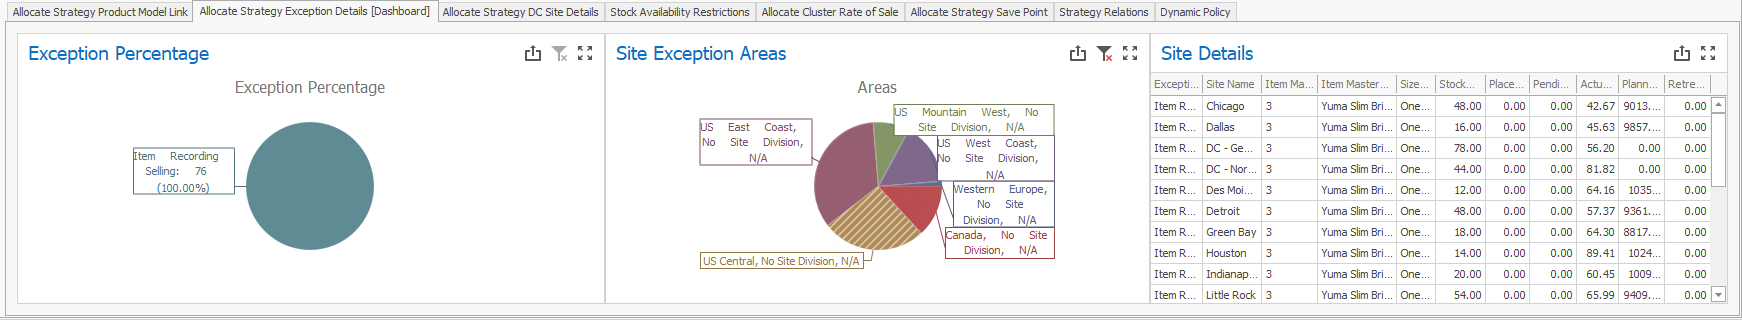 Allocate Strategy Product Model Link Allocate Strategy Exception Details [Dashboard] Allocate Strategy DC Site Details Stock Availability Restrictions Allocate Cluster Rate of Sale Allocate Strategy Save Point Strategy Relations Dynamic Policy
Exception Percentage
Exception Percentage
Item Recording
Selling: 76
(100.00%)
Site Exception Areas
Areas
US Mountain West, No
Site Division, N/A
US East Coast,
No Site Division,
N/A
US West Coast,
No Site Division,
N/A
Western Europe,
No Site
Division, N/A
Canada, No Site
Division, N/A
US Central, No Site Division, N/A
Site Details
Excepti... Site Name Item Ma... Item Master... Size... Stock... Place... Pendi... Actu... Plann... Retre...
Item R... Chicago 3 Yuma Slim Bri... One... 48.00 0.00 0.00 42.67 9013.... 0.00
Item R... Dallas 3 Yuma Slim Bri... One... 16.00 0.00 0.00 45.63 9857.... 0.00
Item R... DC - Ge... 3 Yuma Slim Bri... One... 78.00 0.00 0.00 56.20 0.00 0.00
Item R... DC - Nor... 3 Yuma Slim Bri... One... 44.00 0.00 0.00 81.82 0.00 0.00
Item R... Des Moi... 3 Yuma Slim Bri... One... 12.00 0.00 0.00 64.16 1035... 0.00
Item R... Detroit 3 Yuma Slim Bri... One... 48.00 0.00 0.00 57.37 9361.... 0.00
Item R... Green Bay 3 Yuma Slim Bri... One... 18.00 0.00 0.00 64.30 8817.... 0.00
Item R... Houston 3 Yuma Slim Bri... One... 14.00 0.00 0.00 89.41 1024... 0.00
Item R... Indianap... 3 Yuma Slim Bri... One... 20.00 0.00 0.00 60.45 1009... 0.00
Item R... Little Rock 3 Yuma Slim Bri... One... 54.00 0.00 0.00 65.99 9409.... 0.00